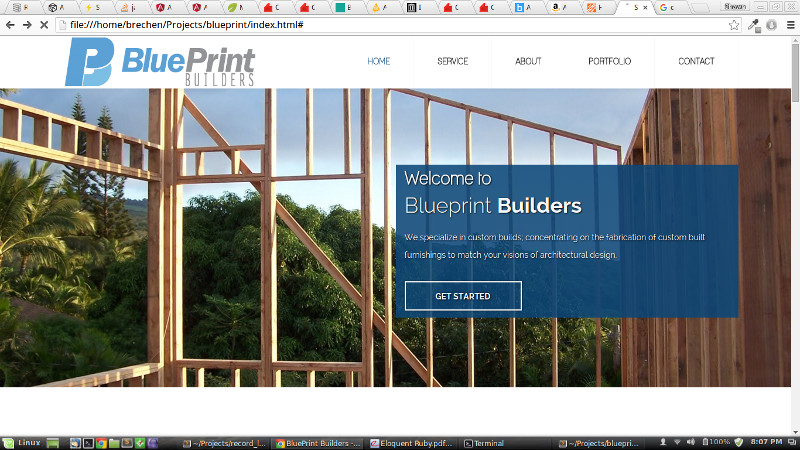 file:///home/brechen/Projects/blueprint/index.html#
BluePrint
BUILDERS
HOME
SERVICE
ABOUT
PORTFOLIO
CONTACT
Welcome to
Blueprint Builders
We specialize in custom builds; concentrating on the fabrication of custom built
furnishings to match your visions of architectural design.
GET STARTED
Linux
~/Projects/record_l...
BluePrint Builders -...
Eloquent Ruby.pdf...
Terminal
~/Projects/bluepri...
100%
8:07 PM